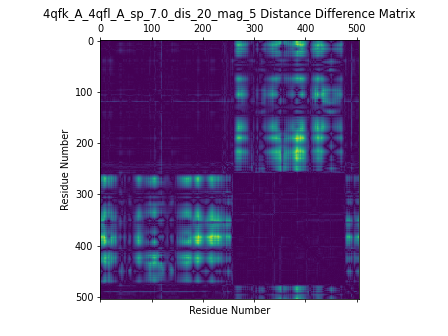 4qfk_A_4qfl_A_sp_7.0_dis_20_mag_5 Distance Difference Matrix
0 100 200 300 400 500
0
100
200
300
400
500
Residue Number
Residue Number